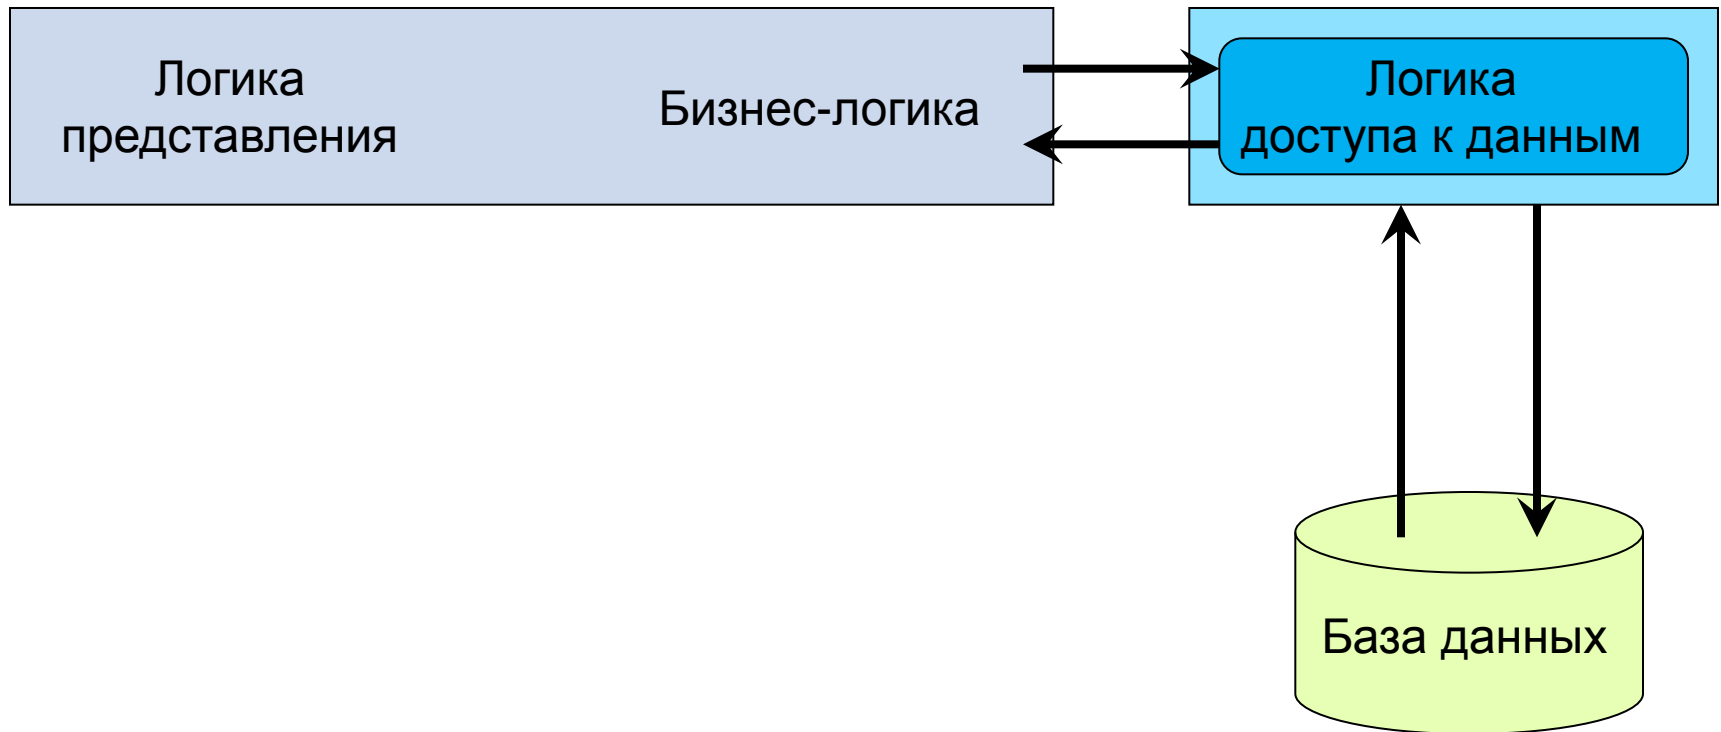 Логика
представления
Бизнес-логика
Логика
доступа к данным
База данных